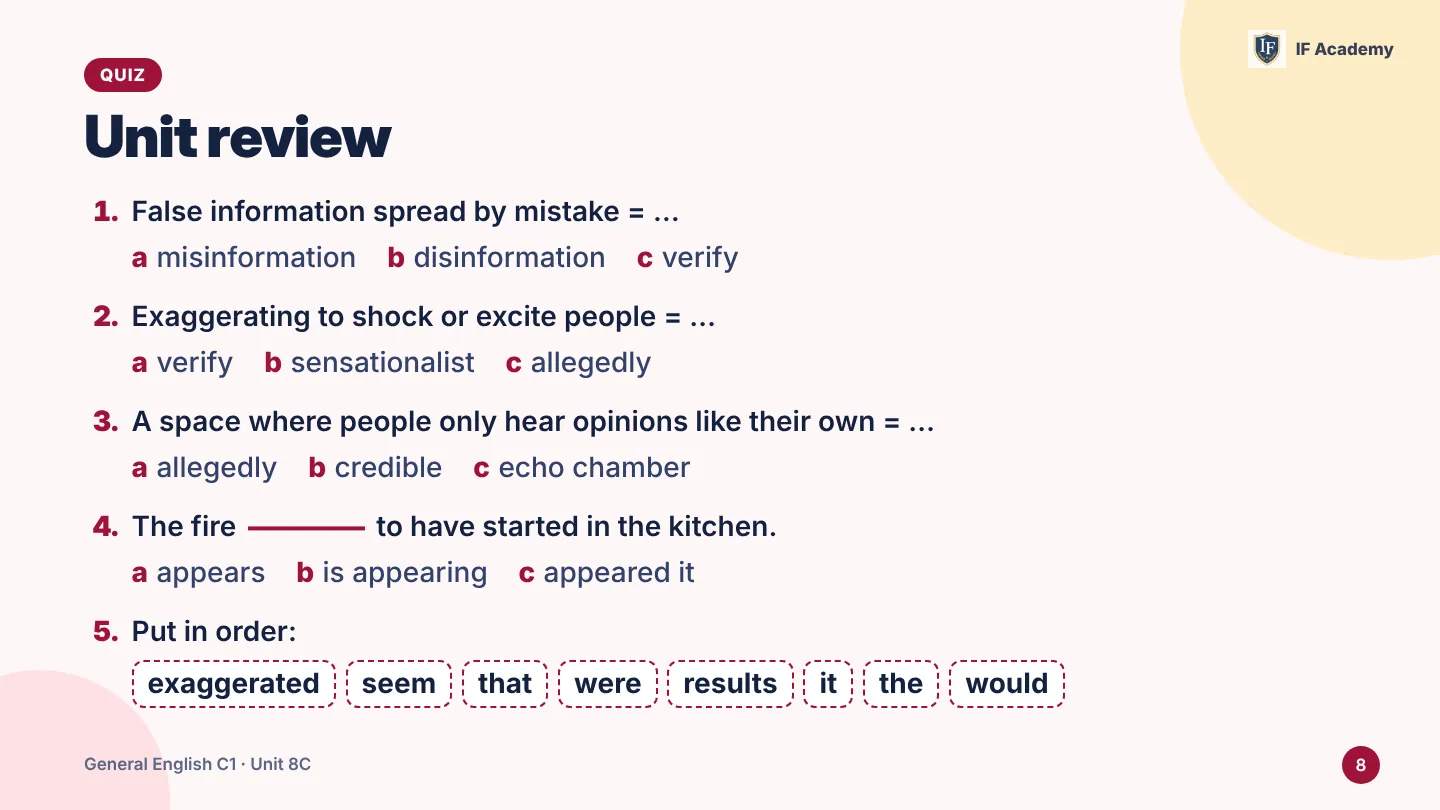 IF Academy
QUIZ
Unit review
1. False information spread by mistake = ...
a misinformation b disinformation c verify
2. Exaggerating to shock or excite people = ...
a verify b sensationalist c allegedly
3. A space where people only hear opinions like their own = ...
a allegedly b credible c echo chamber
4. The fire ______ to have started in the kitchen.
a appears b is appearing c appeared it
5. Put in order:
exaggerated seem that were results it the would
General English C1 · Unit 8C
8